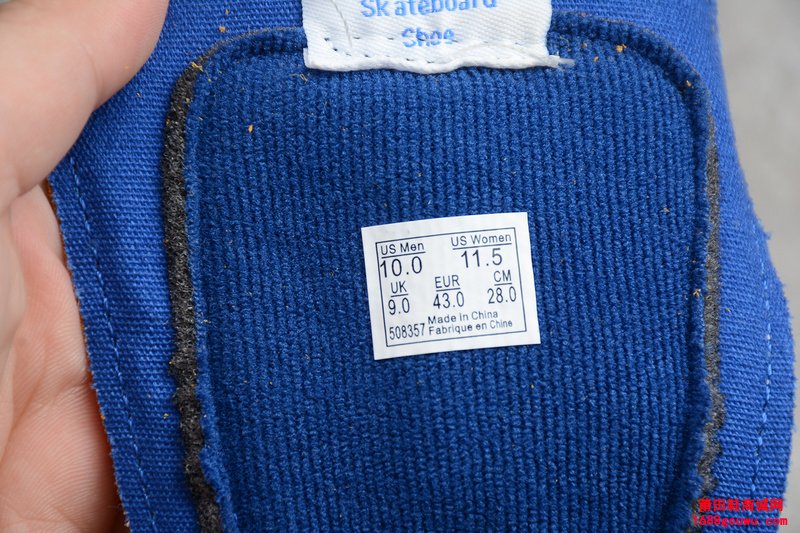 Skateboard
Shoe
US Men US Women
10.0 11.5
UK EUR CM
9.0 43.0 28.0
Made in China
508357 Fabrique en Chine